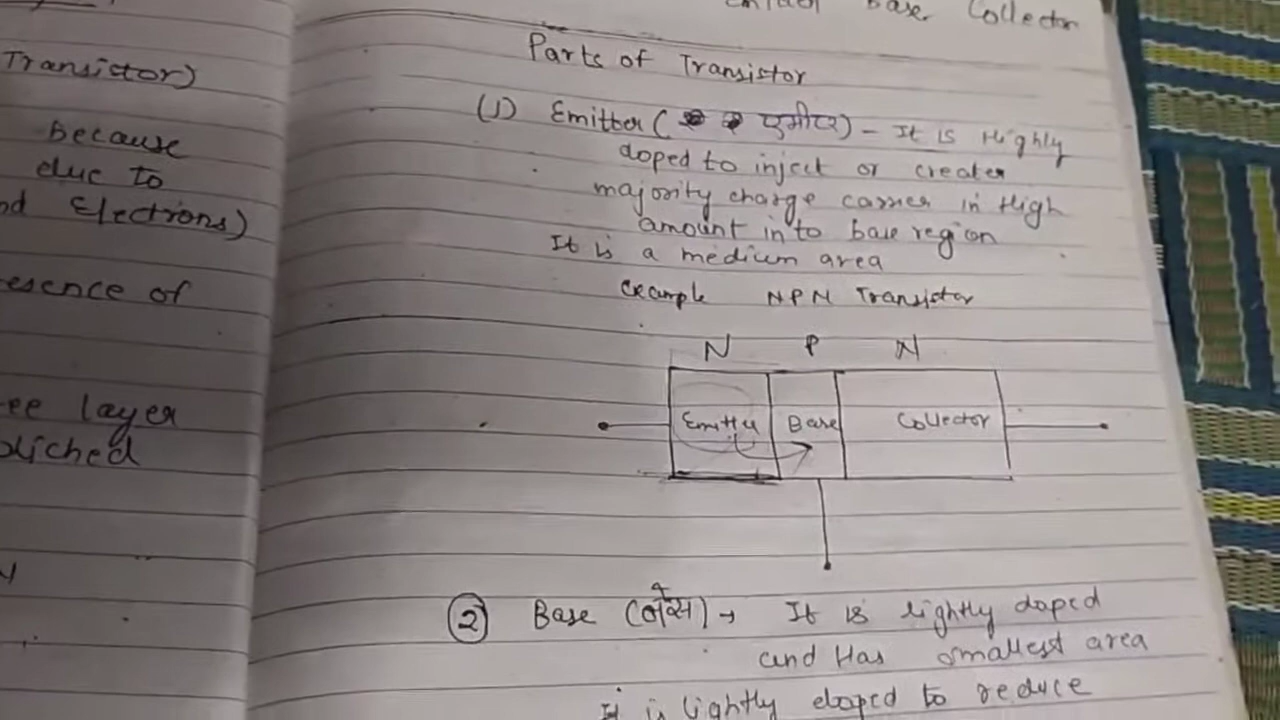 Base Collector
Transistor)
because
due to
nd Electrons)
esence of
ee layer
Parts of Transistor
(1) Emitter ( एमीटर) - It is Highly
doped to inject or creater
majority charge carrier in High
amount in to base region
It is a medium area
example NPN Transistor
N P N
Emitter Base Collector
(2) Base (बेस) → It is lightly doped
and Has smallest area
It is lightly doped to reduce